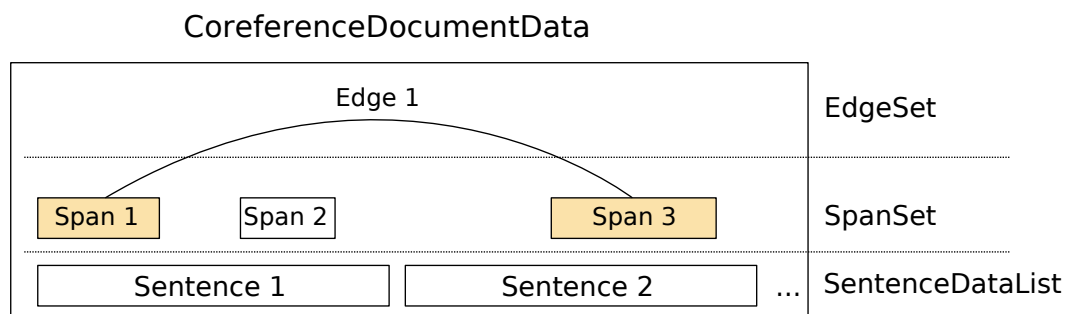 CoreferenceDocumentData
Edge 1
EdgeSet
Span 1
Span 2
Span 3
SpanSet
Sentence 1
Sentence 2
...
SentenceDataList